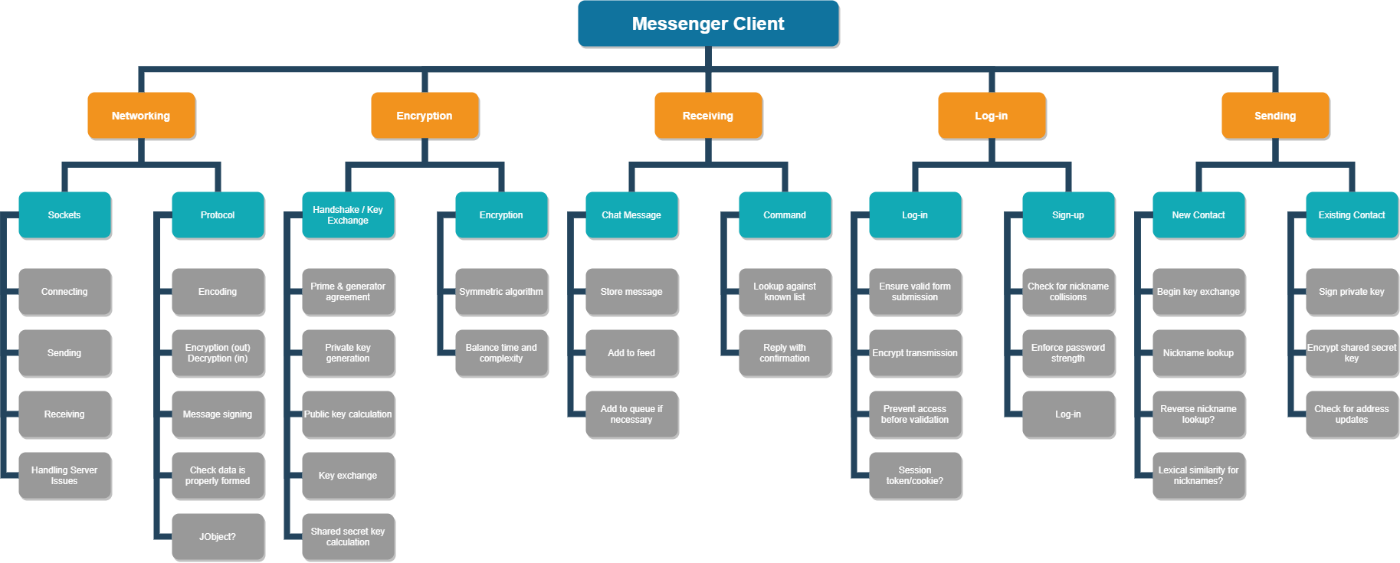 Messenger Client
Networking
Encryption
Receiving
Log-in
Sending
Sockets
Protocol
Handshake / Key
Exchange
Encryption
Chat Message
Command
Log-in
Sign-up
New Contact
Existing Contact
Connecting
Encoding
Prime & generator
agreement
Symmetric algorithm
Store message
Lookup against
known list
Ensure valid form
submission
Check for nickname
collisions
Begin key exchange
Sign private key
Sending
Encryption (out)
Decryption (in)
Private key
generation
Balance time and
complexity
Add to feed
Reply with
confirmation
Encrypt transmission
Enforce password
strength
Nickname lookup
Encrypt shared secret
key
Receiving
Message signing
Public key calculation
Add to queue if
necessary
Prevent access
before validation
Log-in
Reverse nickname
lookup?
Check for address
updates
Handling Server
Issues
Check data is
properly formed
Key exchange
Session
token/cookie?
Lexical similarity for
nicknames?
JObject?
Shared secret key
calculation